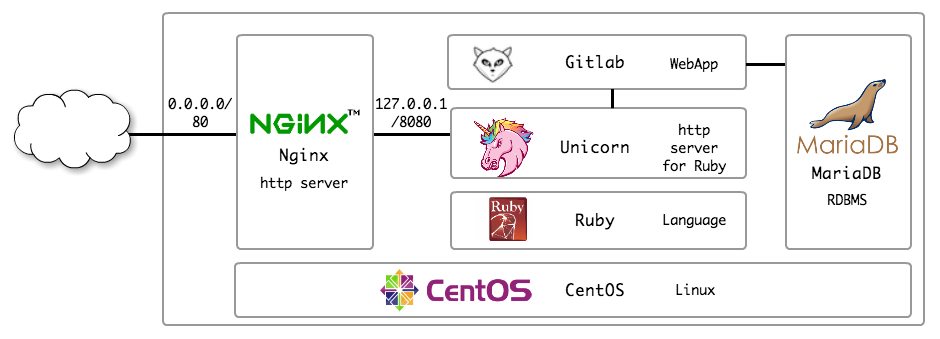 0.0.0.0/
80
NGiNX™
Nginx
http server
127.0.0.1
/8080
Gitlab WebApp
Unicorn
http
server
for Ruby
Ruby
Ruby Language
MariaDB
MariaDB
RDBMS
CentOS CentOS Linux